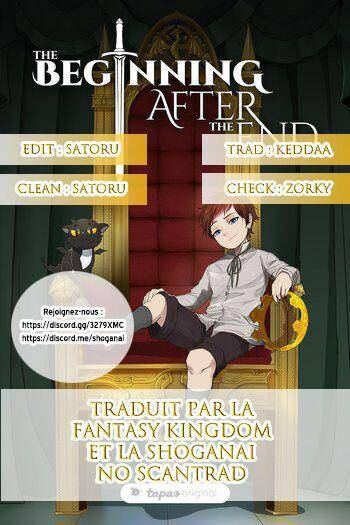 THE
BEGINNING
AFTER
THE
END
EDIT : SATORU
TRAD : KEDDAA
CLEAN : SATORU
CHECK : ZORKY
Rejoignez-nous :
https://discord.gg/3279XMC
https://discord.me/shoganai
TRADUIT PAR LA
FANTASY KINGDOM
ET LA SHOGANAI
NO SCANTRAD
tapas original